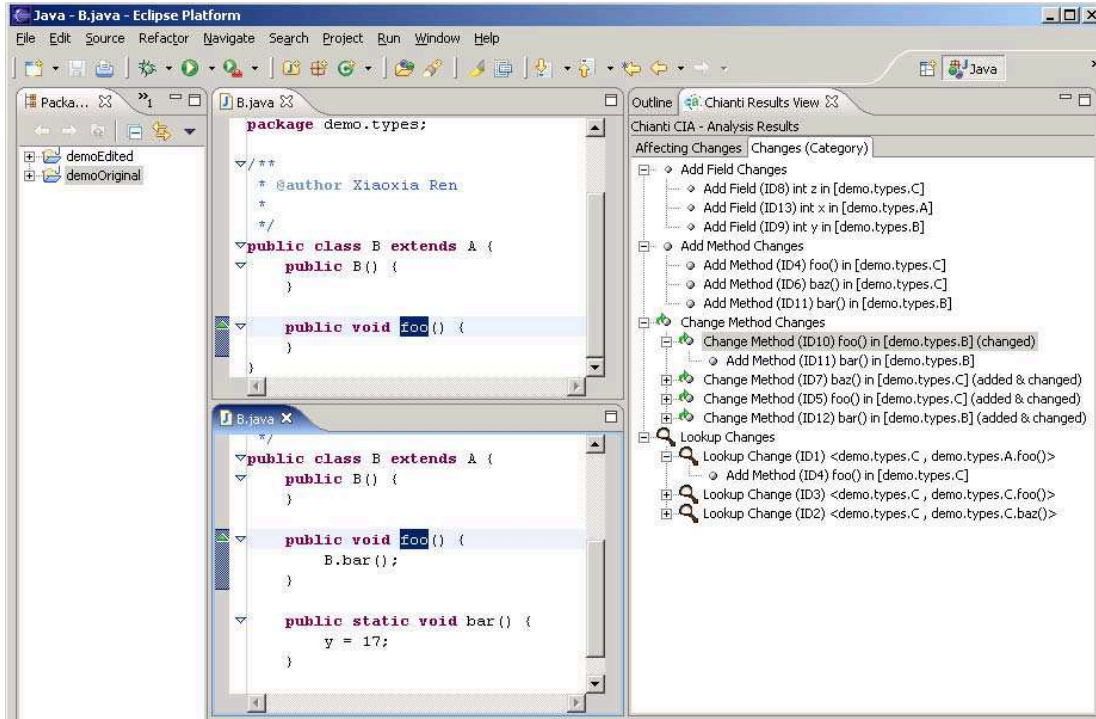 Java - B.java - Eclipse Platform
File Edit Source Refactor Navigate Search Project Run Window Help
Java
Packa...
1
demoEdited
demoOriginal
B.java
package demo.types;
/**
* @author Xiaoxia Ren
*
*/
public class B extends A {
public B() {
}
public void foo() {
}
}
B.java
*/
public class B extends A {
public B() {
}
public void foo() {
B.bar();
}
public static void bar() {
y = 17;
}
Outline Chianti Results View
Chianti CIA - Analysis Results
Affecting Changes Changes (Category)
Add Field Changes
Add Field (ID8) int z in [demo.types.C]
Add Field (ID13) int x in [demo.types.A]
Add Field (ID9) int y in [demo.types.B]
Add Method Changes
Add Method (ID4) foo() in [demo.types.C]
Add Method (ID6) baz() in [demo.types.C]
Add Method (ID11) bar() in [demo.types.B]
Change Method Changes
Change Method (ID10) foo() in [demo.types.B] (changed)
Add Method (ID11) bar() in [demo.types.B]
Change Method (ID7) baz() in [demo.types.C] (added & changed)
Change Method (ID5) foo() in [demo.types.C] (added & changed)
Change Method (ID12) bar() in [demo.types.B] (added & changed)
Lookup Changes
Lookup Change (ID1) <demo.types.C , demo.types.A.foo()>
Add Method (ID4) foo() in [demo.types.C]
Lookup Change (ID3) <demo.types.C , demo.types.C.foo()>
Lookup Change (ID2) <demo.types.C , demo.types.C.baz()>